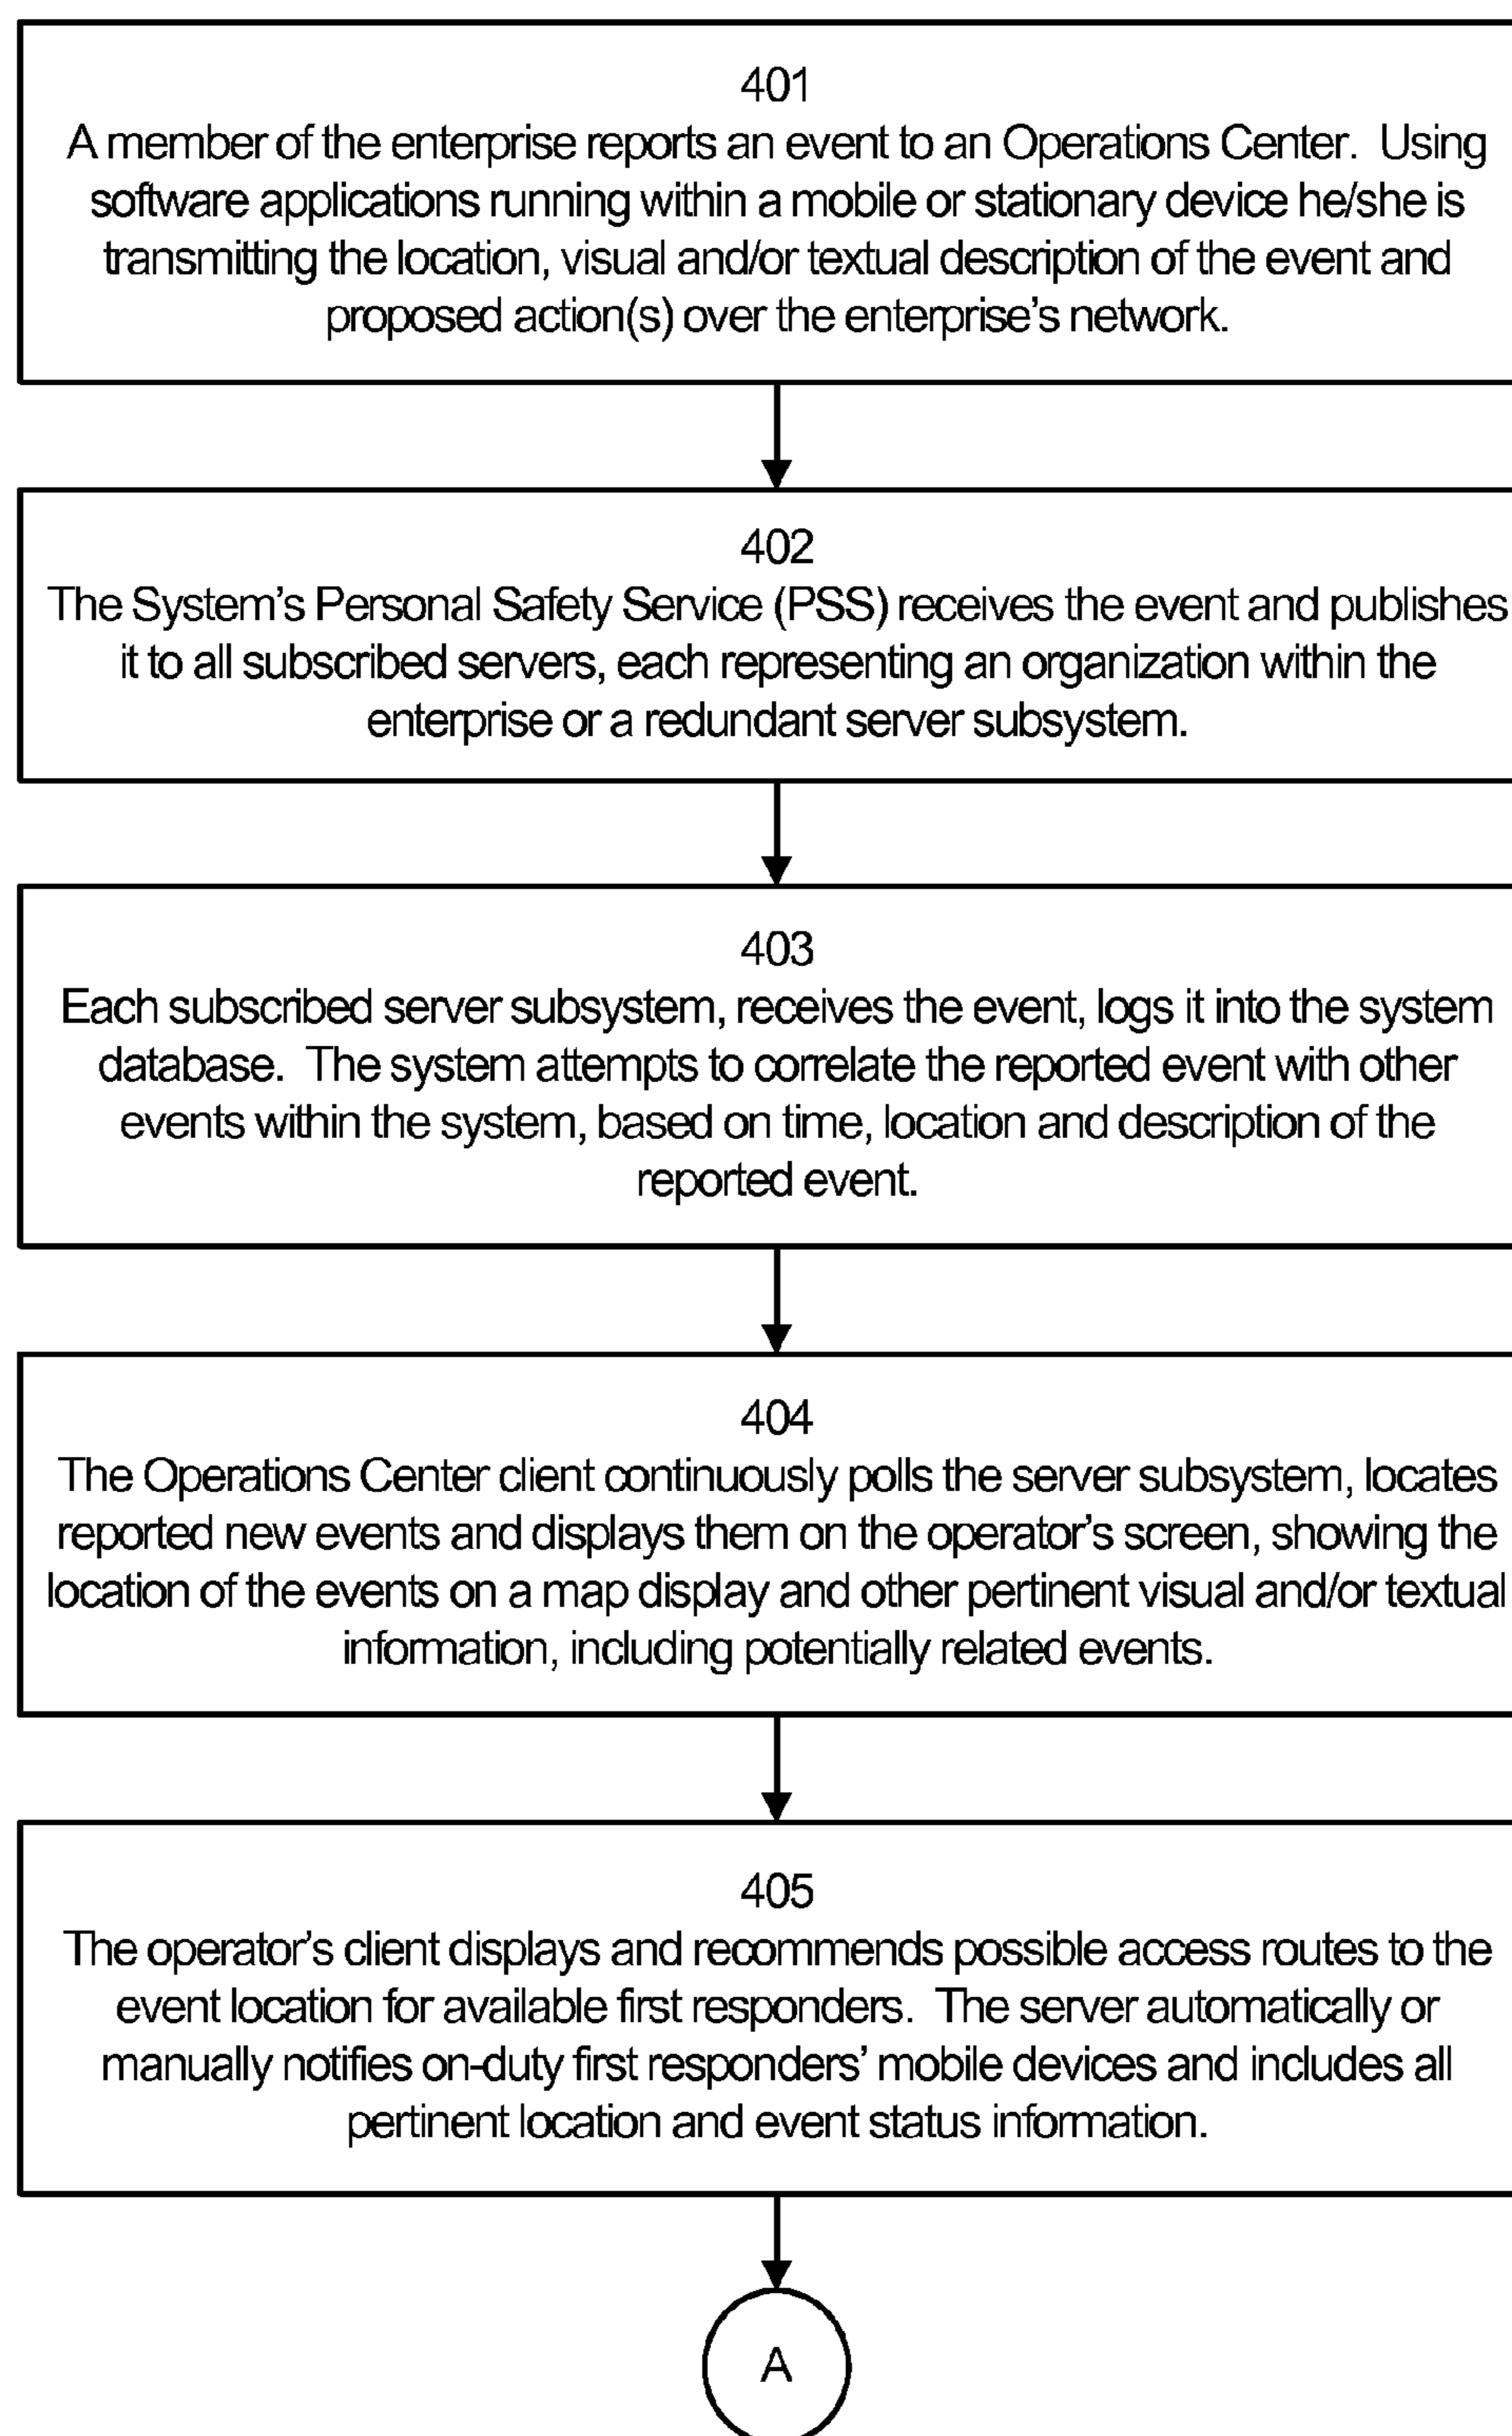 401
A member of the enterprise reports an event to an Operations Center. Using
software applications running within a mobile or stationary device he/she is
transmitting the location, visual and/or textual description of the event and
proposed action(s) over the enterprise’s network.
402
The System’s Personal Safety Service (PSS) receives the event and publishes
it to all subscribed servers, each representing an organization within the
enterprise or a redundant server subsystem.
403
Each subscribed server subsystem, receives the event, logs it into the system
database. The system attempts to correlate the reported event with other
events within the system, based on time, location and description of the
reported event.
404
The Operations Center client continuously polls the server subsystem, locates
reported new events and displays them on the operator’s screen, showing the
location of the events on a map display and other pertinent visual and/or textual
information, including potentially related events.
405
The operator’s client displays and recommends possible access routes to the
event location for available first responders. The server automatically or
manually notifies on-duty first responders’ mobile devices and includes all
pertinent location and event status information.
A